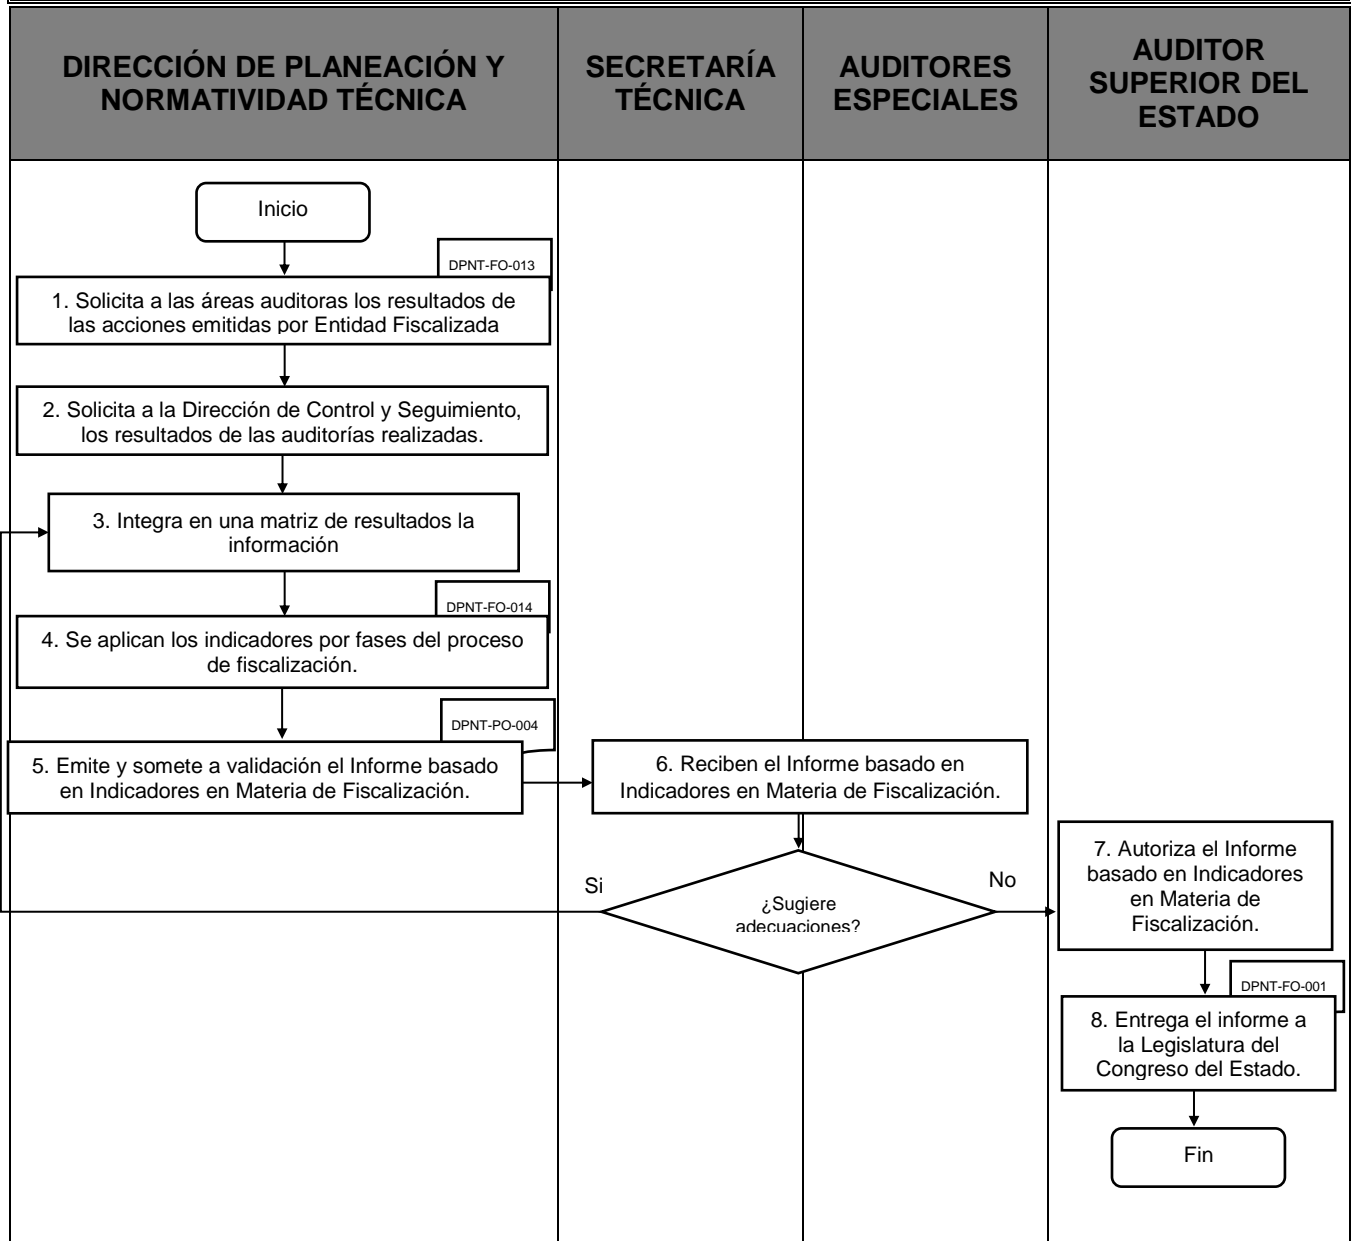 DIRECCIÓN DE PLANEACIÓN Y
NORMATIVIDAD TÉCNICA
SECRETARÍA
TÉCNICA
AUDITORES
ESPECIALES
AUDITOR
SUPERIOR DEL
ESTADO
Inicio
DPNT-FO-013
1. Solicita a las áreas auditoras los resultados de
las acciones emitidas por Entidad Fiscalizada
2. Solicita a la Dirección de Control y Seguimiento,
los resultados de las auditorías realizadas.
3. Integra en una matriz de resultados la
información
DPNT-FO-014
4. Se aplican los indicadores por fases del proceso
de fiscalización.
DPNT-PO-004
5. Emite y somete a validación el Informe basado
en Indicadores en Materia de Fiscalización.
6. Reciben el Informe basado en
Indicadores en Materia de Fiscalización.
Si
¿Sugiere
adecuaciones?
No
7. Autoriza el Informe
basado en Indicadores
en Materia de
Fiscalización.
DPNT-FO-001
8. Entrega el informe a
la Legislatura del
Congreso del Estado.
Fin